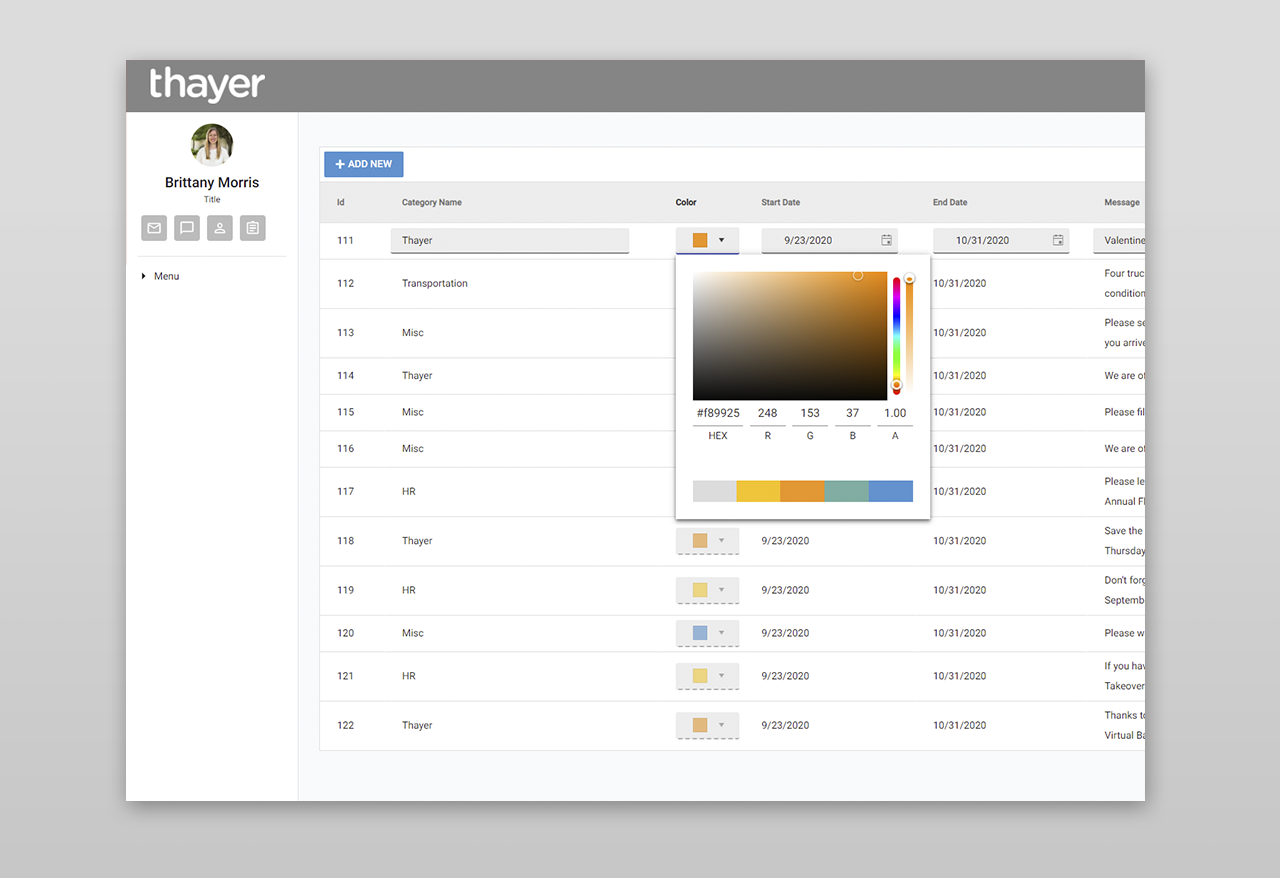 thayer
Brittany Morris
Title
Menu
+ ADD NEW
Id Category Name Color Start Date End Date Message
111 Thayer 9/23/2020 10/31/2020 Valentine
112 Transportation 10/31/2020 Four truc
condition
113 Misc 10/31/2020 Please se
you arrive
114 Thayer 10/31/2020 We are of
115 Misc 10/31/2020 Please fil
116 Misc 10/31/2020 We are of
117 HR 10/31/2020 Please le
Annual Fl
#f89925 248 153 37 1.00
HEX R G B A
118 Thayer 9/23/2020 10/31/2020 Save the
Thursday
119 HR 9/23/2020 10/31/2020 Don't forg
Septemb
120 Misc 9/23/2020 10/31/2020 Please w
121 HR 9/23/2020 10/31/2020 If you hav
Takeover
122 Thayer 9/23/2020 10/31/2020 Thanks to
Virtual Ba